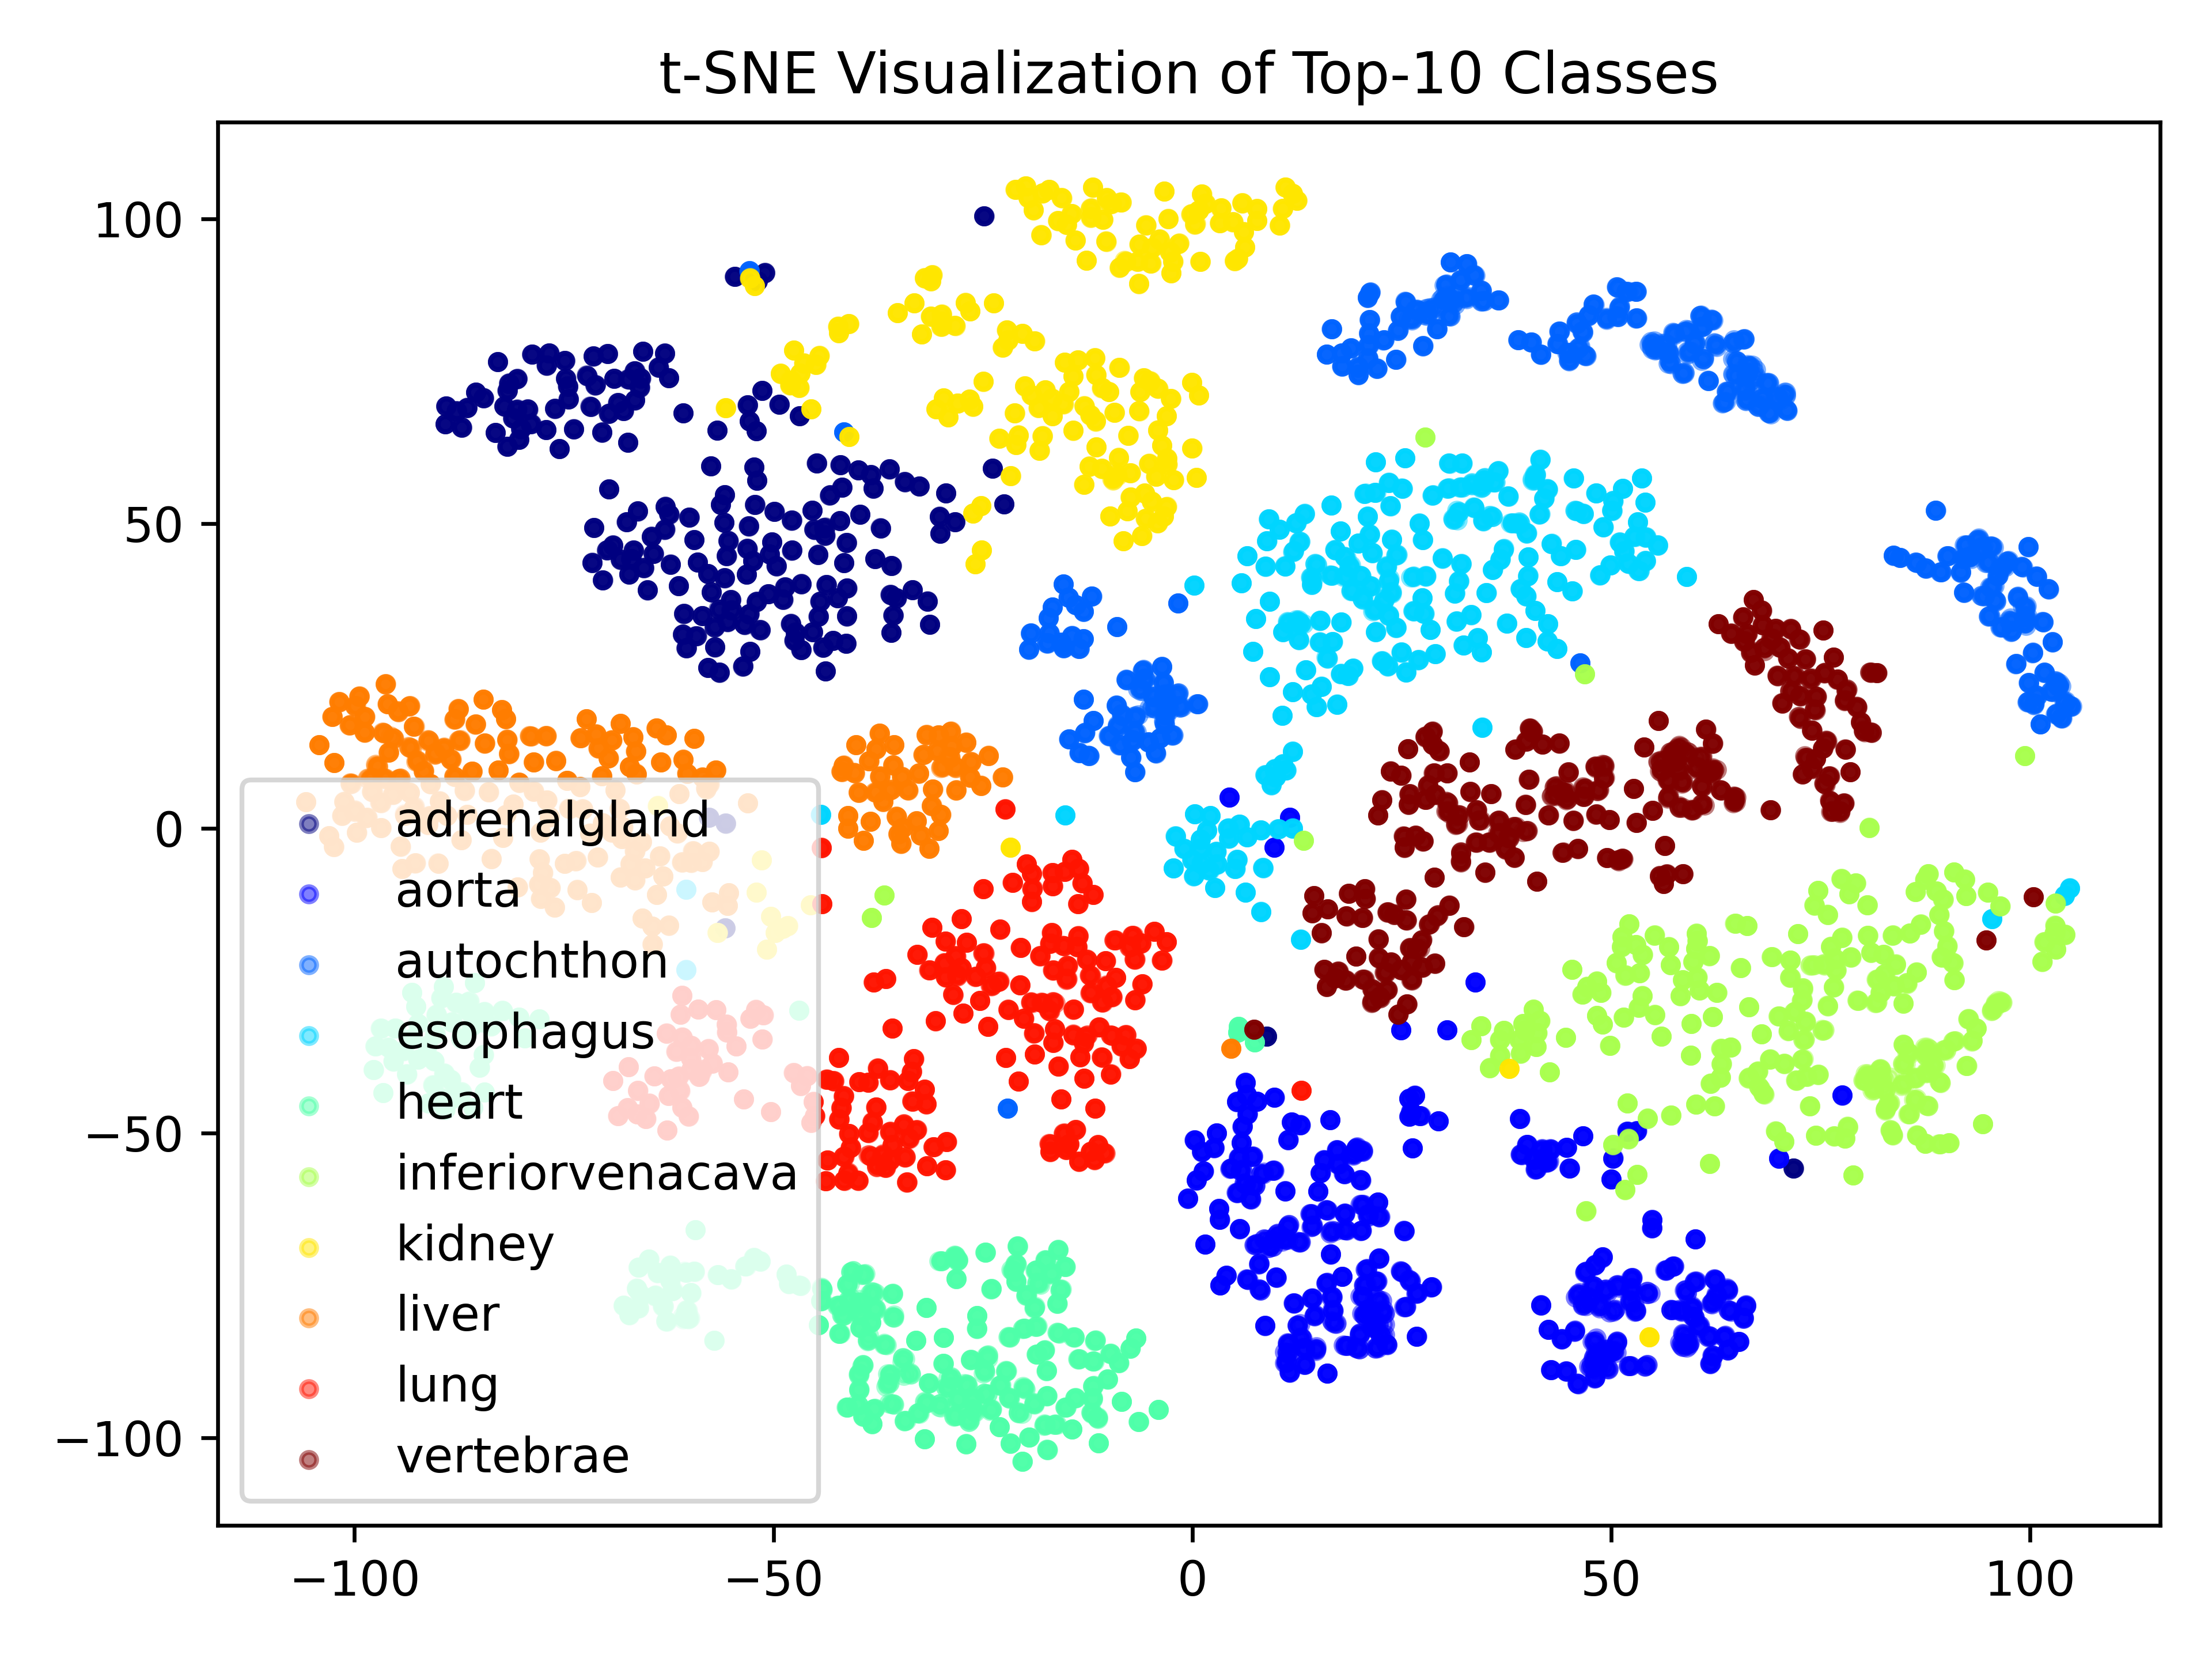 t-SNE Visualization of Top-10 Classes
100
50
0
−50
−100
adrenalgland
aorta
autochthon
esophagus
heart
inferiorvenacava
kidney
liver
lung
vertebrae
−100
−50
0
50
100